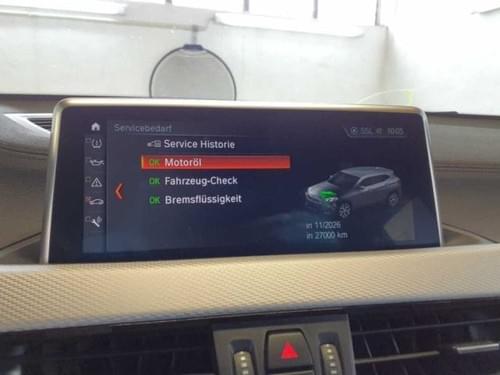 Servicebedarf
Service Historie
OK Motoröl
OK Fahrzeug-Check
OK Bremsflüssigkeit
in 11/2026
in 27000 km